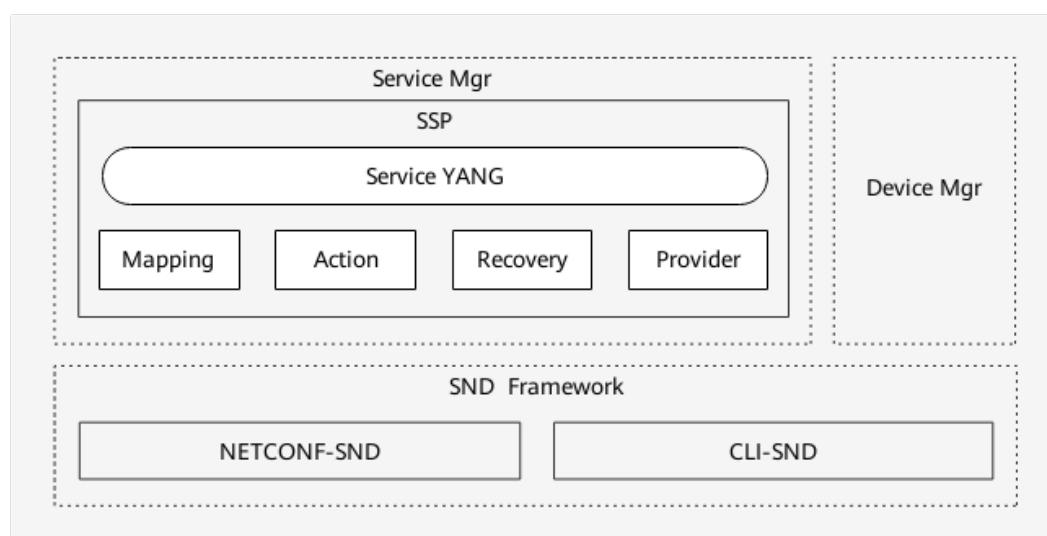 Service Mgr
SSP
Service YANG
Device Mgr
Mapping
Action
Recovery
Provider
SND Framework
NETCONF-SND
CLI-SND